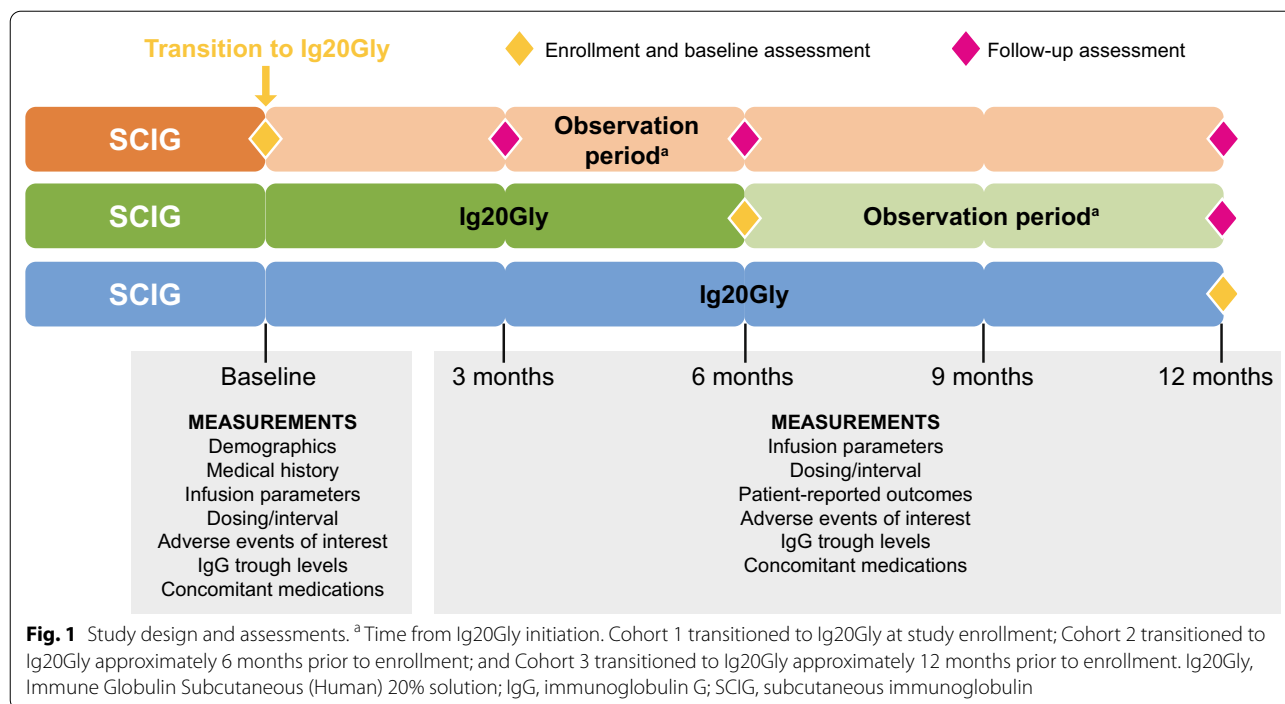 Transition to Ig20Gly
Enrollment and baseline assessment
Follow-up assessment
SCIG
Observation
periodᵃ
SCIG
Ig20Gly
Observation periodᵃ
SCIG
Ig20Gly
Baseline
3 months
6 months
9 months
12 months
MEASUREMENTS
Demographics
Medical history
Infusion parameters
Dosing/interval
Adverse events of interest
IgG trough levels
Concomitant medications
MEASUREMENTS
Infusion parameters
Dosing/interval
Patient-reported outcomes
Adverse events of interest
IgG trough levels
Concomitant medications
Fig. 1 Study design and assessments. ᵃ Time from Ig20Gly initiation. Cohort 1 transitioned to Ig20Gly at study enrollment; Cohort 2 transitioned to
Ig20Gly approximately 6 months prior to enrollment; and Cohort 3 transitioned to Ig20Gly approximately 12 months prior to enrollment. Ig20Gly,
Immune Globulin Subcutaneous (Human) 20% solution; IgG, immunoglobulin G; SCIG, subcutaneous immunoglobulin